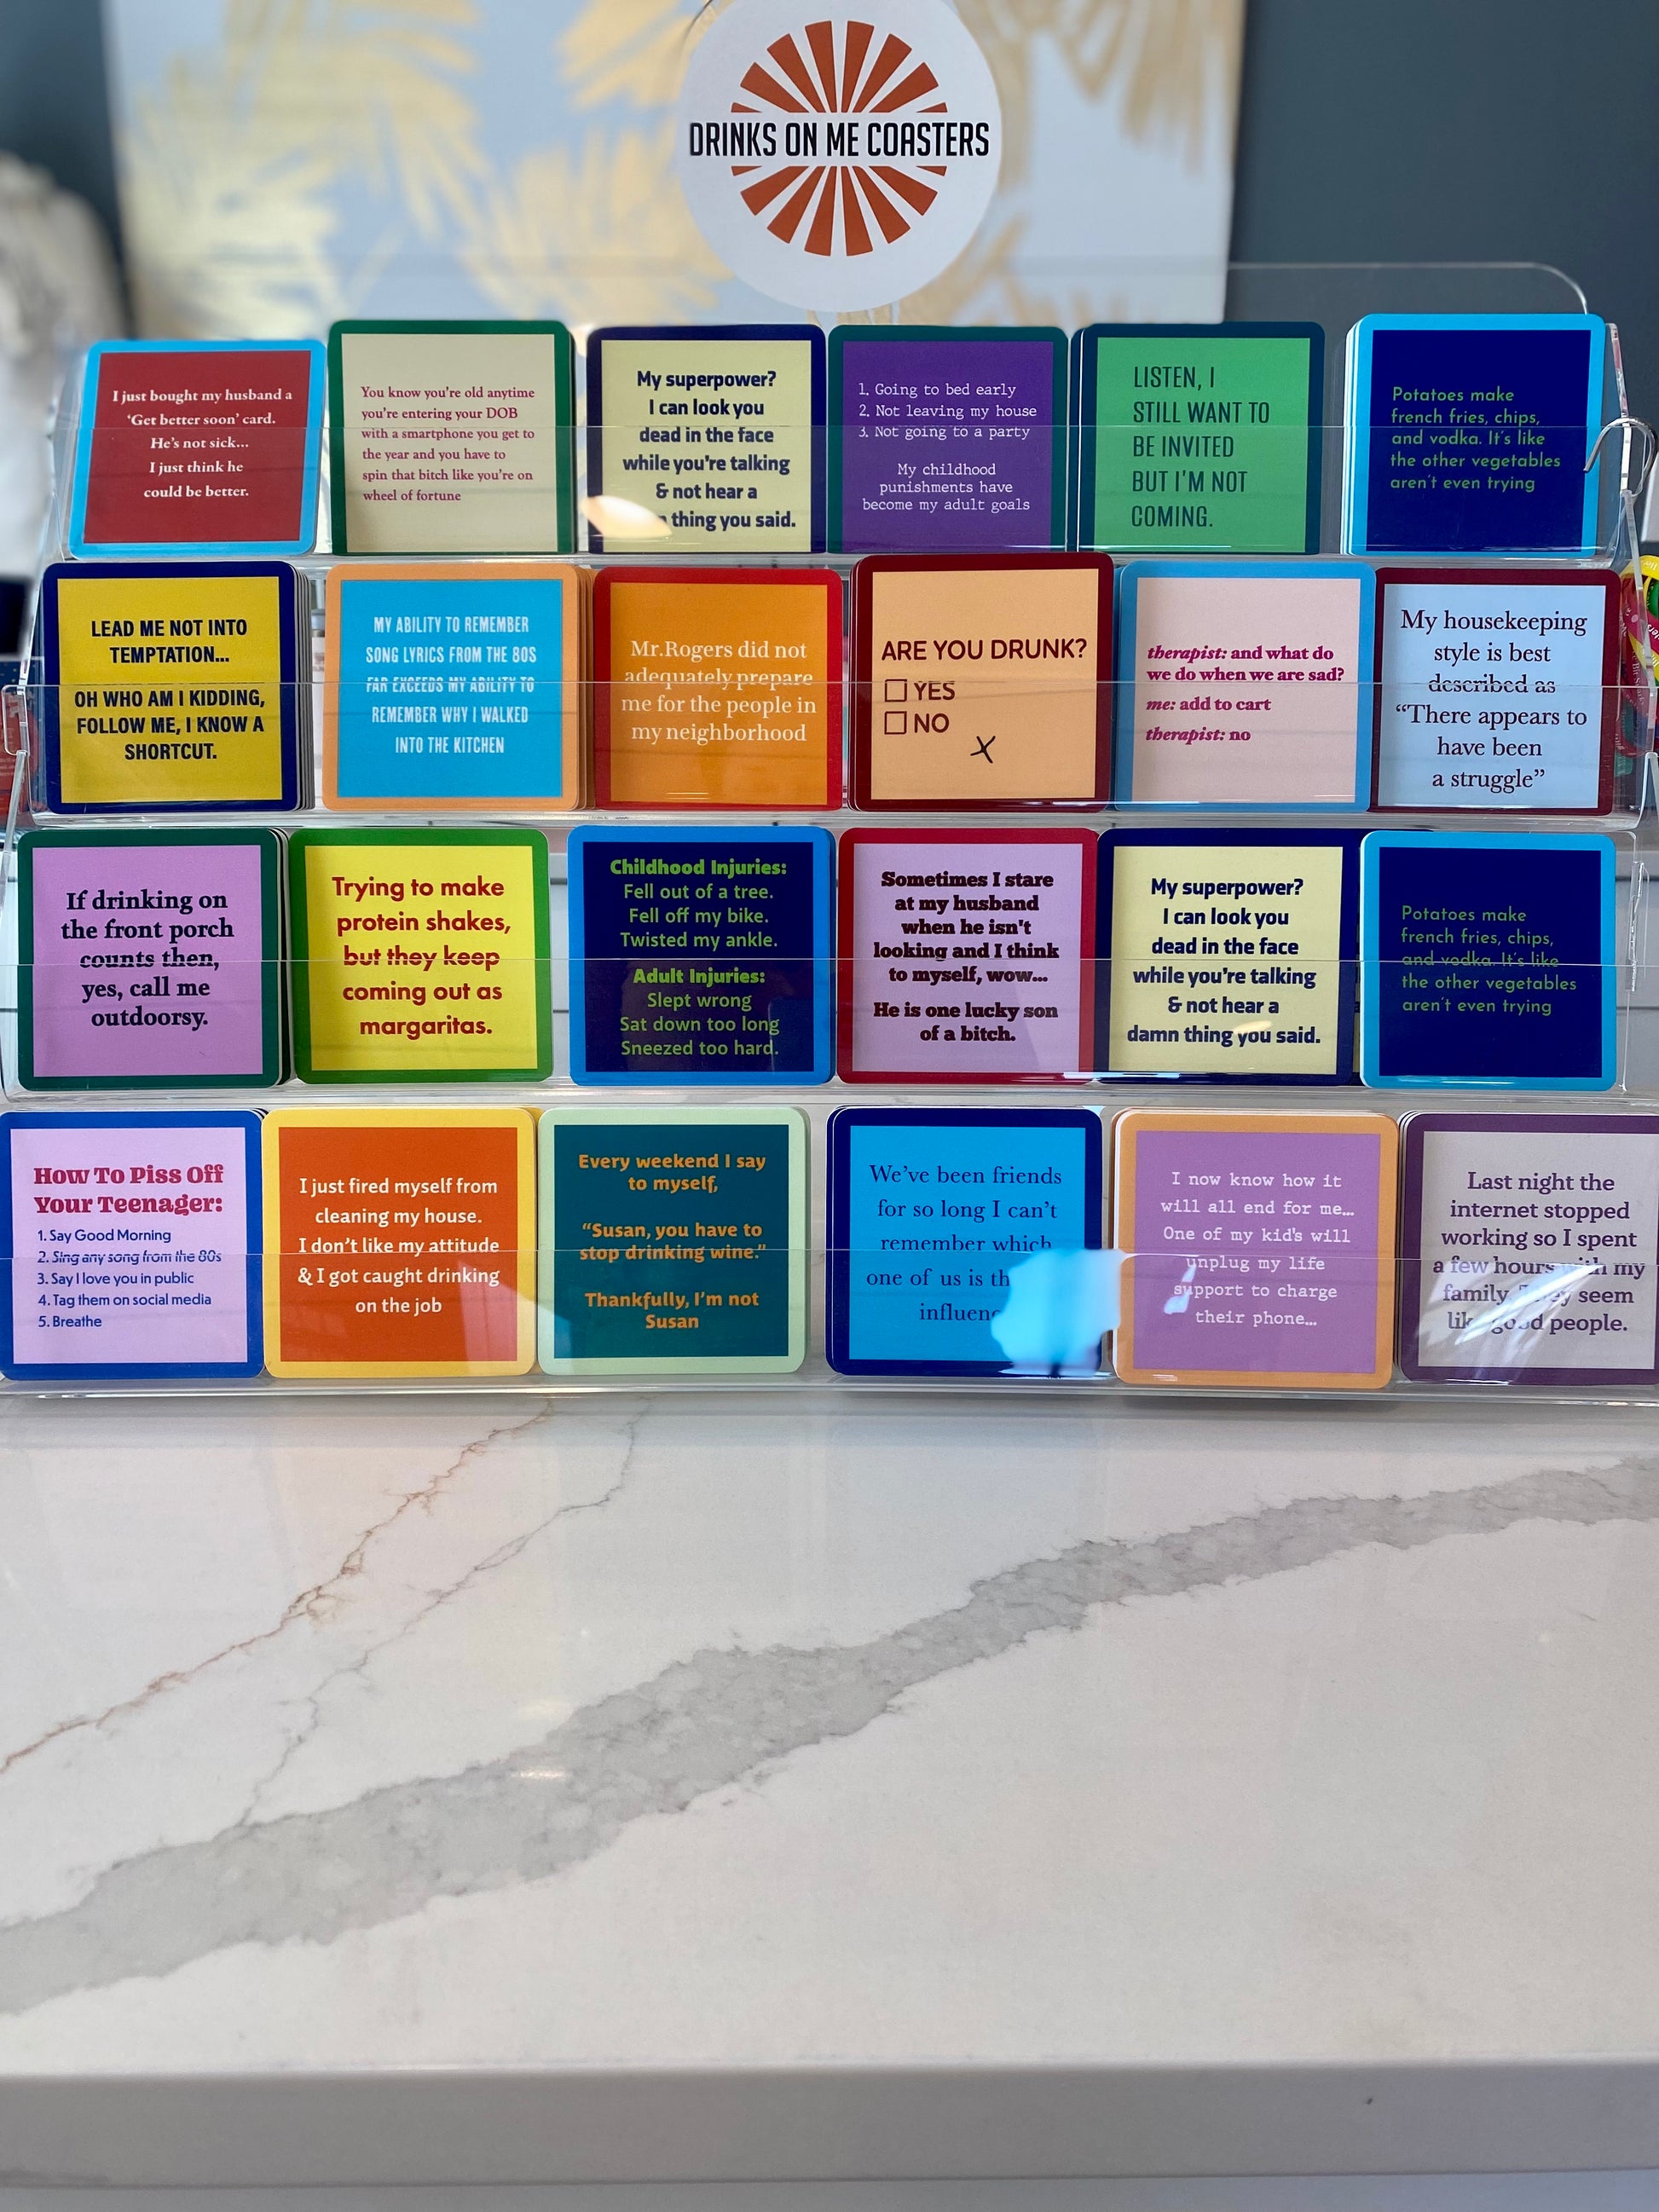 DRINKS ON ME COASTERS
I just bought my husband a
‘Get better soon’ card.
He’s not sick...
I just think he
could be better.
You know you’re old anytime
you’re entering your DOB
with a smartphone you get to
the year and you have to
spin that bitch like you’re on
wheel of fortune
My superpower?
I can look you
dead in the face
while you’re talking
& not hear a
thing you said.
1. Going to bed early
2. Not leaving my house
3. Not going to a party
My childhood
punishments have
become my adult goals
LISTEN, I
STILL WANT TO
BE INVITED
BUT I’M NOT
COMING.
Potatoes make
french fries, chips,
and vodka. It’s like
the other vegetables
aren’t even trying
LEAD ME NOT INTO
TEMPTATION...
OH WHO AM I KIDDING,
FOLLOW ME, I KNOW A
SHORTCUT.
MY ABILITY TO REMEMBER
SONG LYRICS FROM THE 80S
FAR EXCEEDS MY ABILITY TO
REMEMBER WHY I WALKED
INTO THE KITCHEN
Mr.Rogers did not
adequately prepare
me for the people in
my neighborhood
ARE YOU DRUNK?
YES
NO
X
therapist: and what do
we do when we are sad?
me: add to cart
therapist: no
My housekeeping
style is best
described as
“There appears to
have been
a struggle”
If drinking on
the front porch
counts then,
yes, call me
outdoorsy.
Trying to make
protein shakes,
but they keep
coming out as
margaritas.
Childhood Injuries:
Fell out of a tree.
Fell off my bike.
Twisted my ankle.
Adult Injuries:
Slept wrong
Sat down too long
Sneezed too hard.
Sometimes I stare
at my husband
when he isn't
looking and I think
to myself, wow...
He is one lucky son
of a bitch.
My superpower?
I can look you
dead in the face
while you’re talking
& not hear a
damn thing you said.
Potatoes make
french fries, chips,
and vodka. It’s like
the other vegetables
aren’t even trying
How To Piss Off
Your Teenager:
1. Say Good Morning
2. Sing any song from the 80s
3. Say I love you in public
4. Tag them on social media
5. Breathe
I just fired myself from
cleaning my house.
I don’t like my attitude
& I got caught drinking
on the job
Every weekend I say
to myself,
“Susan, you have to
stop drinking wine.”
Thankfully, I’m not
Susan
We’ve been friends
for so long I can’t
remember which
one of us is
I now know how it
will all end for me...
One of my kid's will
unplug my life
support to charge
their phone...
Last night the
internet stopped
working so I spent
a few hours with my
family. They seem
like good people.